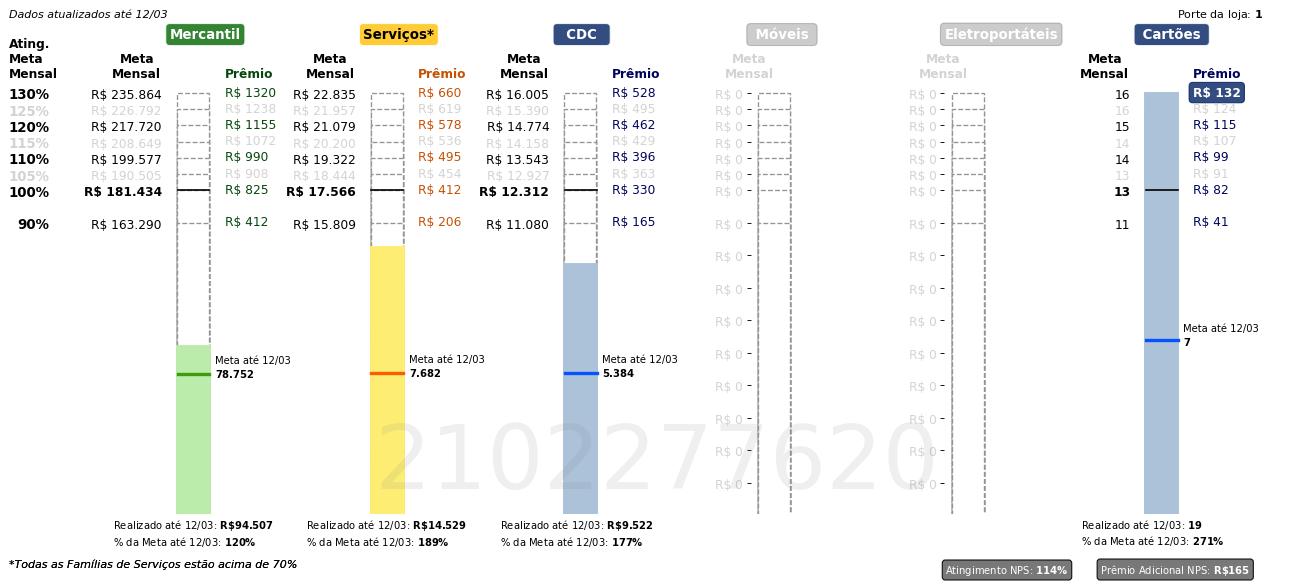 Dados atualizados até 12/03
Porte da loja: 1
Mercantil Serviços* CDC Móveis Eletroportáteis Cartões
Ating. Meta Mensal
Meta Mensal Prêmio Meta Mensal Prêmio Meta Mensal Prêmio Meta Mensal Meta Mensal Meta Mensal Prêmio
130% R$ 235.864 R$ 1320 R$ 22.835 R$ 660 R$ 16.005 R$ 528 R$ 0 R$ 0 16 R$ 132
125% R$ 226.792 R$ 1238 R$ 21.957 R$ 619 R$ 15.390 R$ 495 R$ 0 R$ 0 16 R$ 124
120% R$ 217.720 R$ 1155 R$ 21.079 R$ 578 R$ 14.774 R$ 462 R$ 0 R$ 0 15 R$ 115
115% R$ 208.649 R$ 1072 R$ 20.200 R$ 536 R$ 14.158 R$ 429 R$ 0 R$ 0 14 R$ 107
110% R$ 199.577 R$ 990 R$ 19.322 R$ 495 R$ 13.543 R$ 396 R$ 0 R$ 0 14 R$ 99
105% R$ 190.505 R$ 908 R$ 18.444 R$ 454 R$ 12.927 R$ 363 R$ 0 R$ 0 13 R$ 91
100% R$ 181.434 R$ 825 R$ 17.566 R$ 412 R$ 12.312 R$ 330 R$ 0 R$ 0 13 R$ 82
90% R$ 163.290 R$ 412 R$ 15.809 R$ 206 R$ 11.080 R$ 165 R$ 0 R$ 0 11 R$ 41
R$ 0 R$ 0
R$ 0 R$ 0
R$ 0 R$ 0
Meta até 12/03 7
R$ 0 R$ 0
Meta até 12/03 78.752
Meta até 12/03 7.682
Meta até 12/03 5.384
R$ 0 R$ 0
R$ 0 R$ 0
R$ 0 R$ 0
2102277620
R$ 0 R$ 0
Realizado até 12/03: R$94.507
% da Meta até 12/03: 120%
Realizado até 12/03: R$14.529
% da Meta até 12/03: 189%
Realizado até 12/03: R$9.522
% da Meta até 12/03: 177%
Realizado até 12/03: 19
% da Meta até 12/03: 271%
*Todas as Famílias de Serviços estão acima de 70%
Atingimento NPS: 114%
Prêmio Adicional NPS: R$165